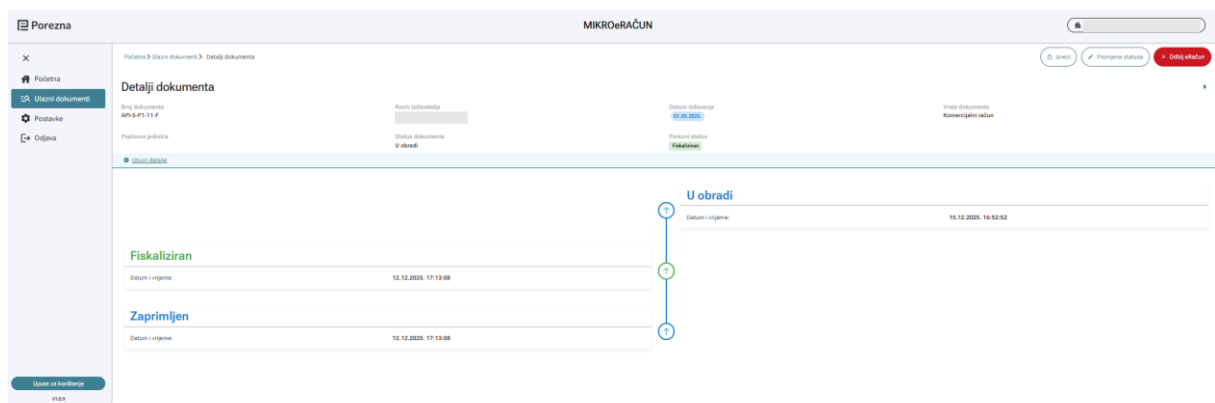 Porezna
MIKROeRAČUN
Početna
Ulazni dokumenti
Postavke
Odjava
Početna > Ulazni dokumenti > Detalji dokumenta
Izvezi
Promjena statusa
× Odbij eRačun
Detalji dokumenta
Broj dokumenta
API-S-P1-11-F
Naziv izdavatelja
Datum izdavanja
01.05.2025.
Vrsta dokumenta
Komercijalni račun
Poslovna jedinica
Status dokumenta
U obradi
Porezni status
Fiskaliziran
Otvori detalje
U obradi
Datum i vrijeme: 15.12.2025. 16:52:52
Fiskaliziran
Datum i vrijeme: 12.12.2025. 17:13:08
Zaprimljen
Datum i vrijeme: 12.12.2025. 17:13:08
Upute za korištenje
V1.0.9